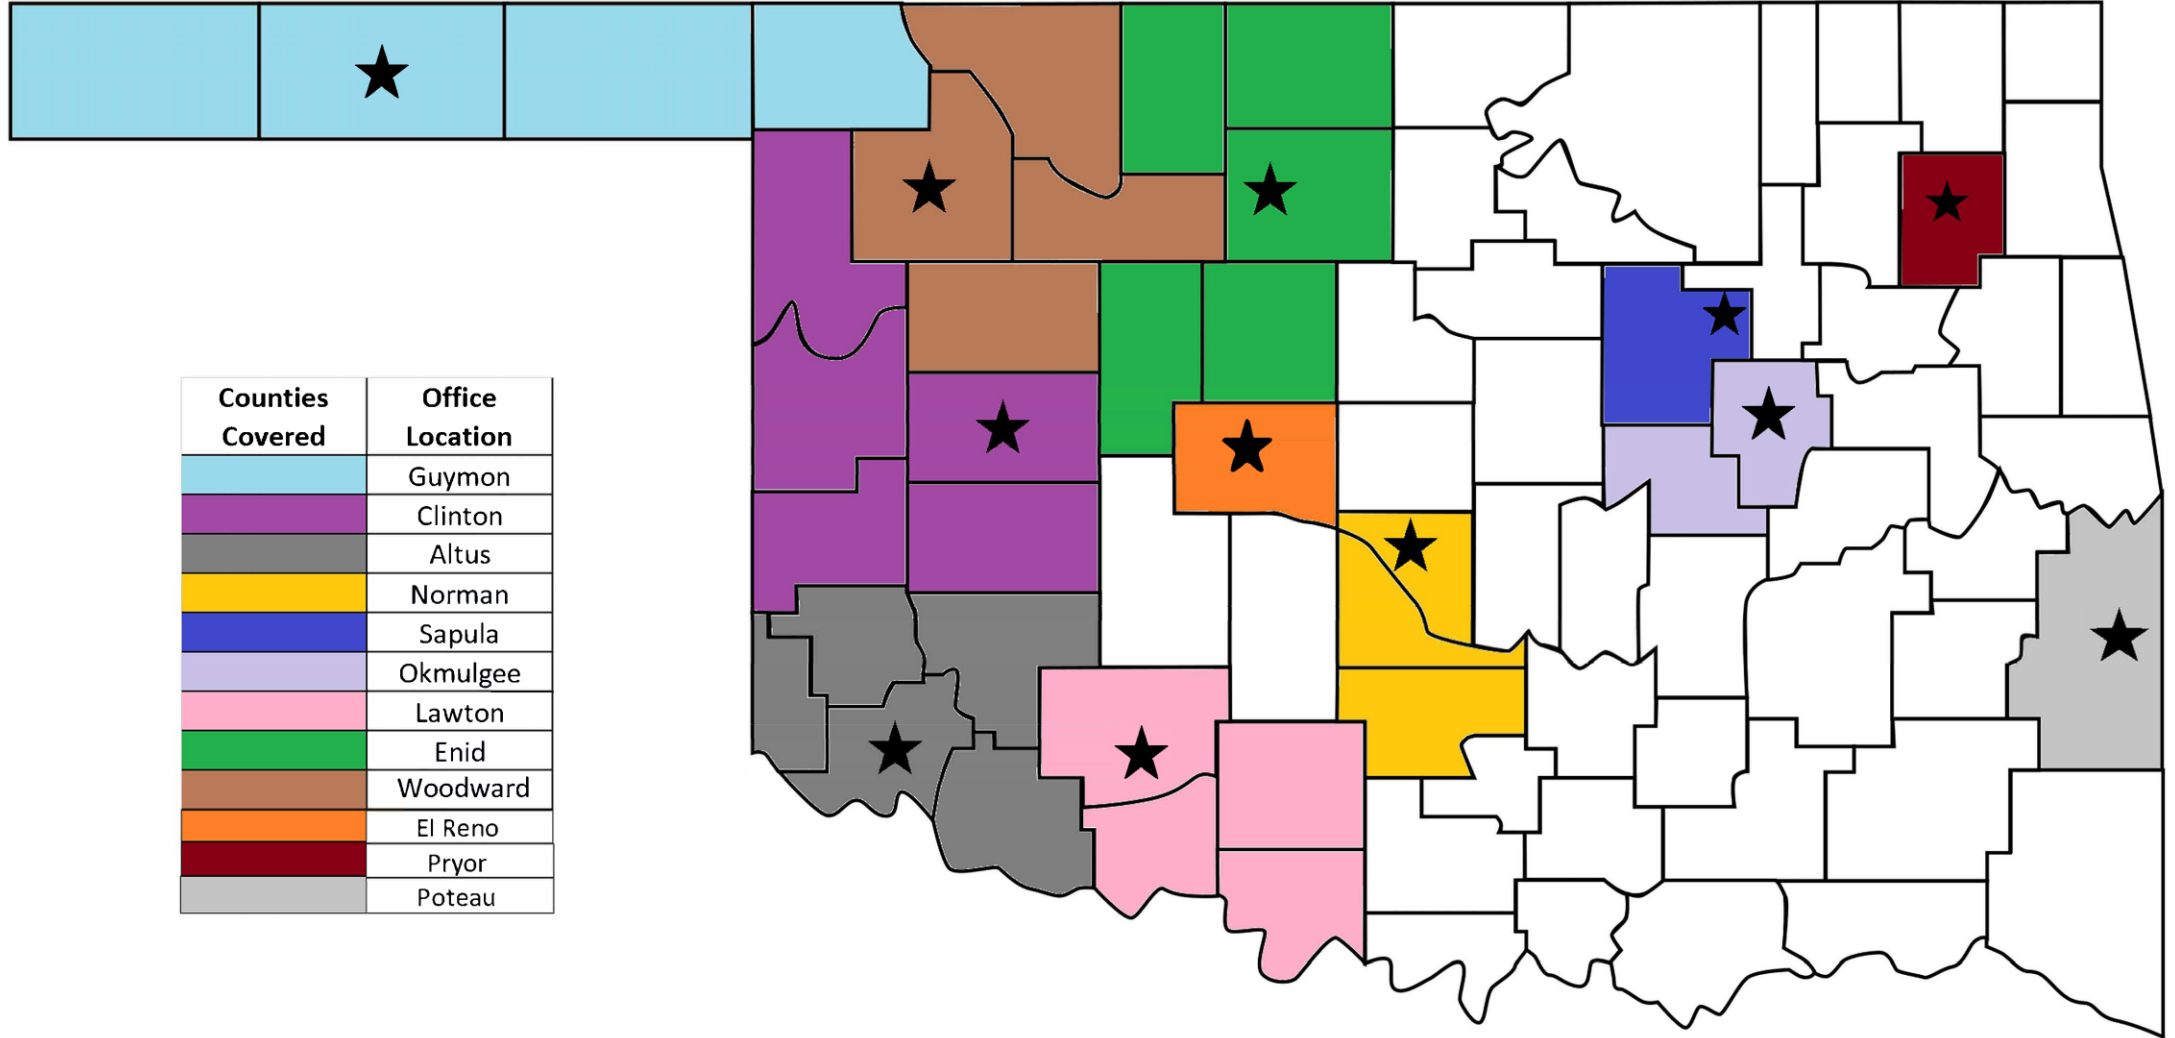 Counties Covered
Office Location
Guymon
Clinton
Altus
Norman
Sapula
Okmulgee
Lawton
Enid
Woodward
El Reno
Pryor
Poteau